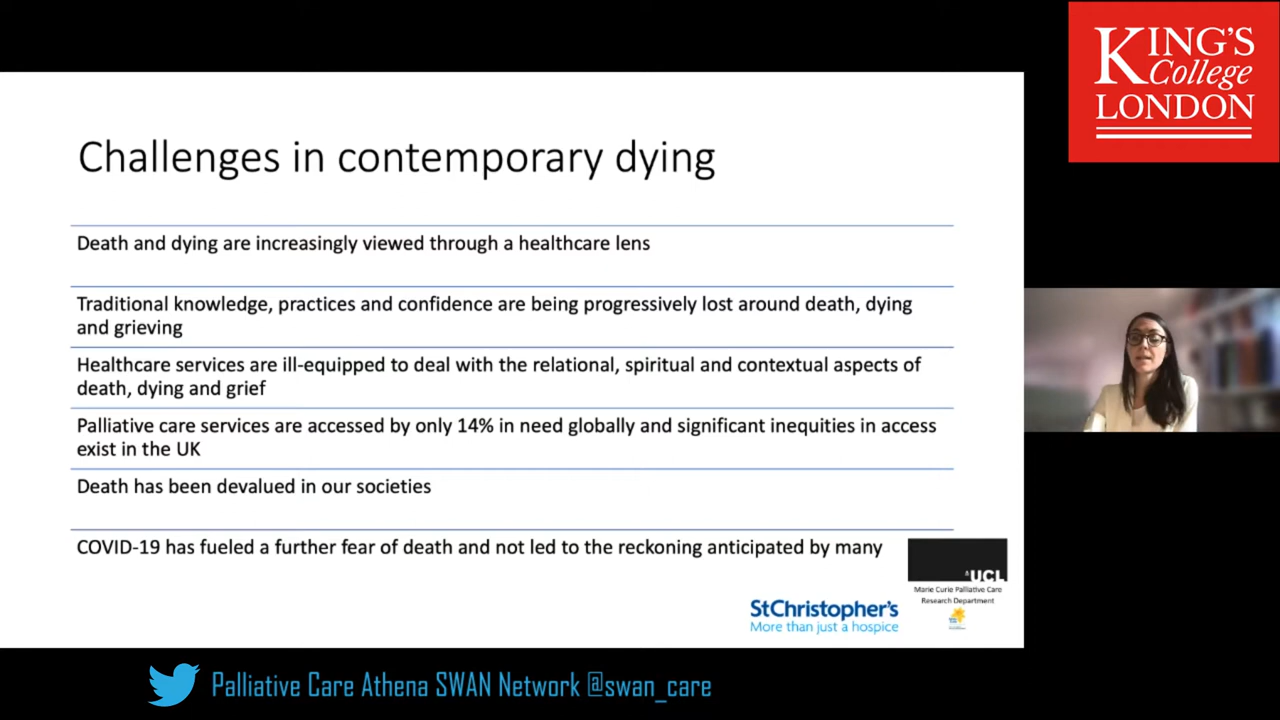 KING'S
College
LONDON
Challenges in contemporary dying
Death and dying are increasingly viewed through a healthcare lens
Traditional knowledge, practices and confidence are being progressively lost around death, dying
and grieving
Healthcare services are ill-equipped to deal with the relational, spiritual and contextual aspects of
death, dying and grief
Palliative care services are accessed by only 14% in need globally and significant inequities in access
exist in the UK
Death has been devalued in our societies
COVID-19 has fueled a further fear of death and not led to the reckoning anticipated by many
UCL
Marie Curie Palliative Care
Research Department
StChristopher's
More than just a hospice
Palliative Care Athena SWAN Network @swan_care